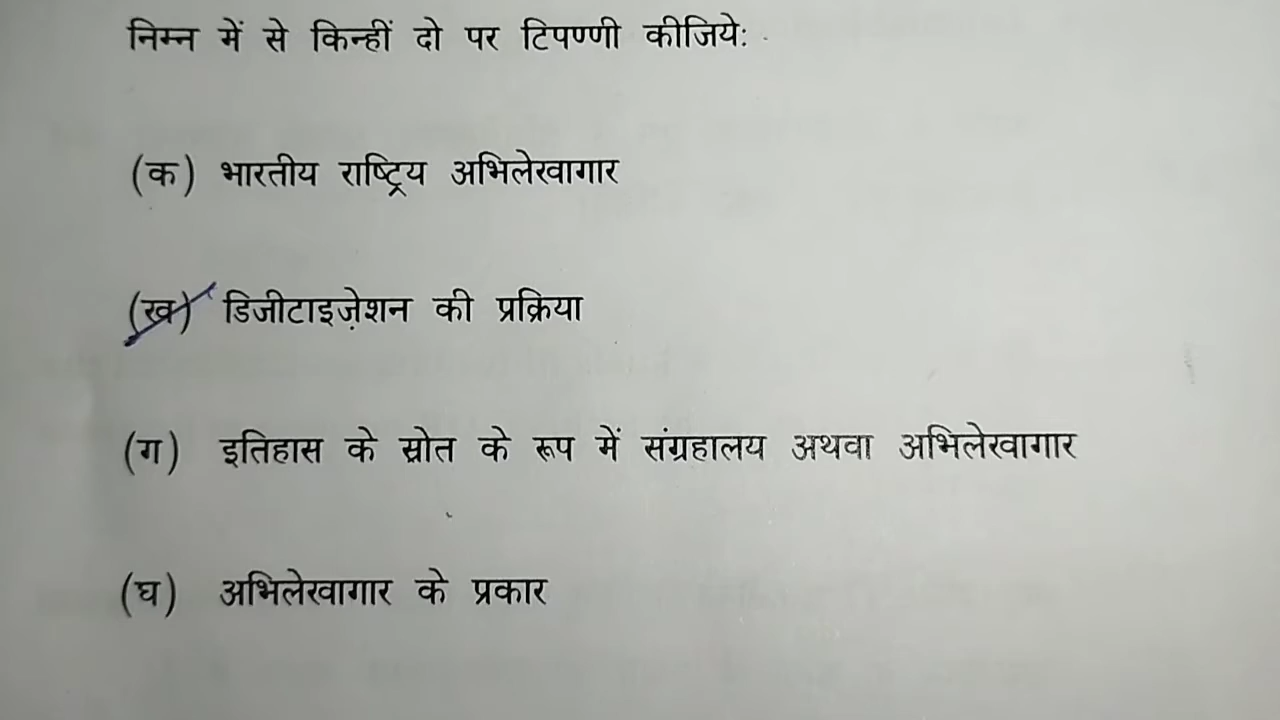 निम्न में से किन्हीं दो पर टिपण्णी कीजिये:
(क) भारतीय राष्ट्रिय अभिलेखागार
(ख) डिजीटाइज़ेशन की प्रक्रिया
(ग) इतिहास के स्रोत के रूप में संग्रहालय अथवा अभिलेखागार
(घ) अभिलेखागार के प्रकार